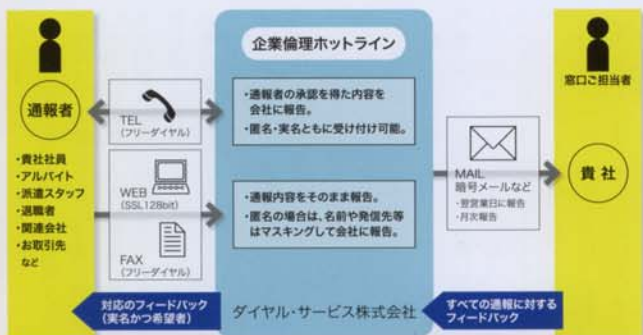 企業倫理ホットライン
通報者
・貴社社員
・アルバイト
・派遣スタッフ
・退職者
・関連会社
・お取引先
など
TEL
(フリーダイヤル)
WEB
(SSL128bit)
FAX
(フリーダイヤル)
・通報者の承認を得た内容を
会社に報告。
・匿名・実名ともに受け付け可能。
・通報内容をそのまま報告。
・匿名の場合は、名前や発信先等
はマスキングして会社に報告。
MAIL
暗号メールなど
・翌営業日に報告
・月次報告
窓口ご担当者
貴社
対応のフィードバック
(実名かつ希望者)
ダイヤル・サービス株式会社
すべての通報に対する
フィードバック